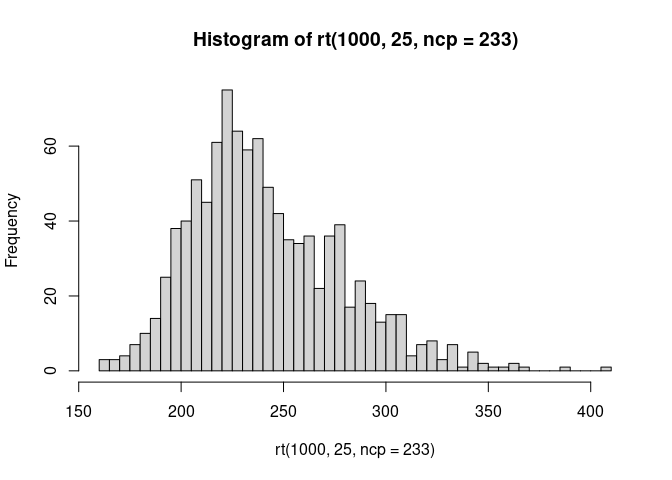 Histogram of rt(1000, 25, ncp = 233)
Frequency
60
40
20
0
150 200 250 300 350 400
rt(1000, 25, ncp = 233)